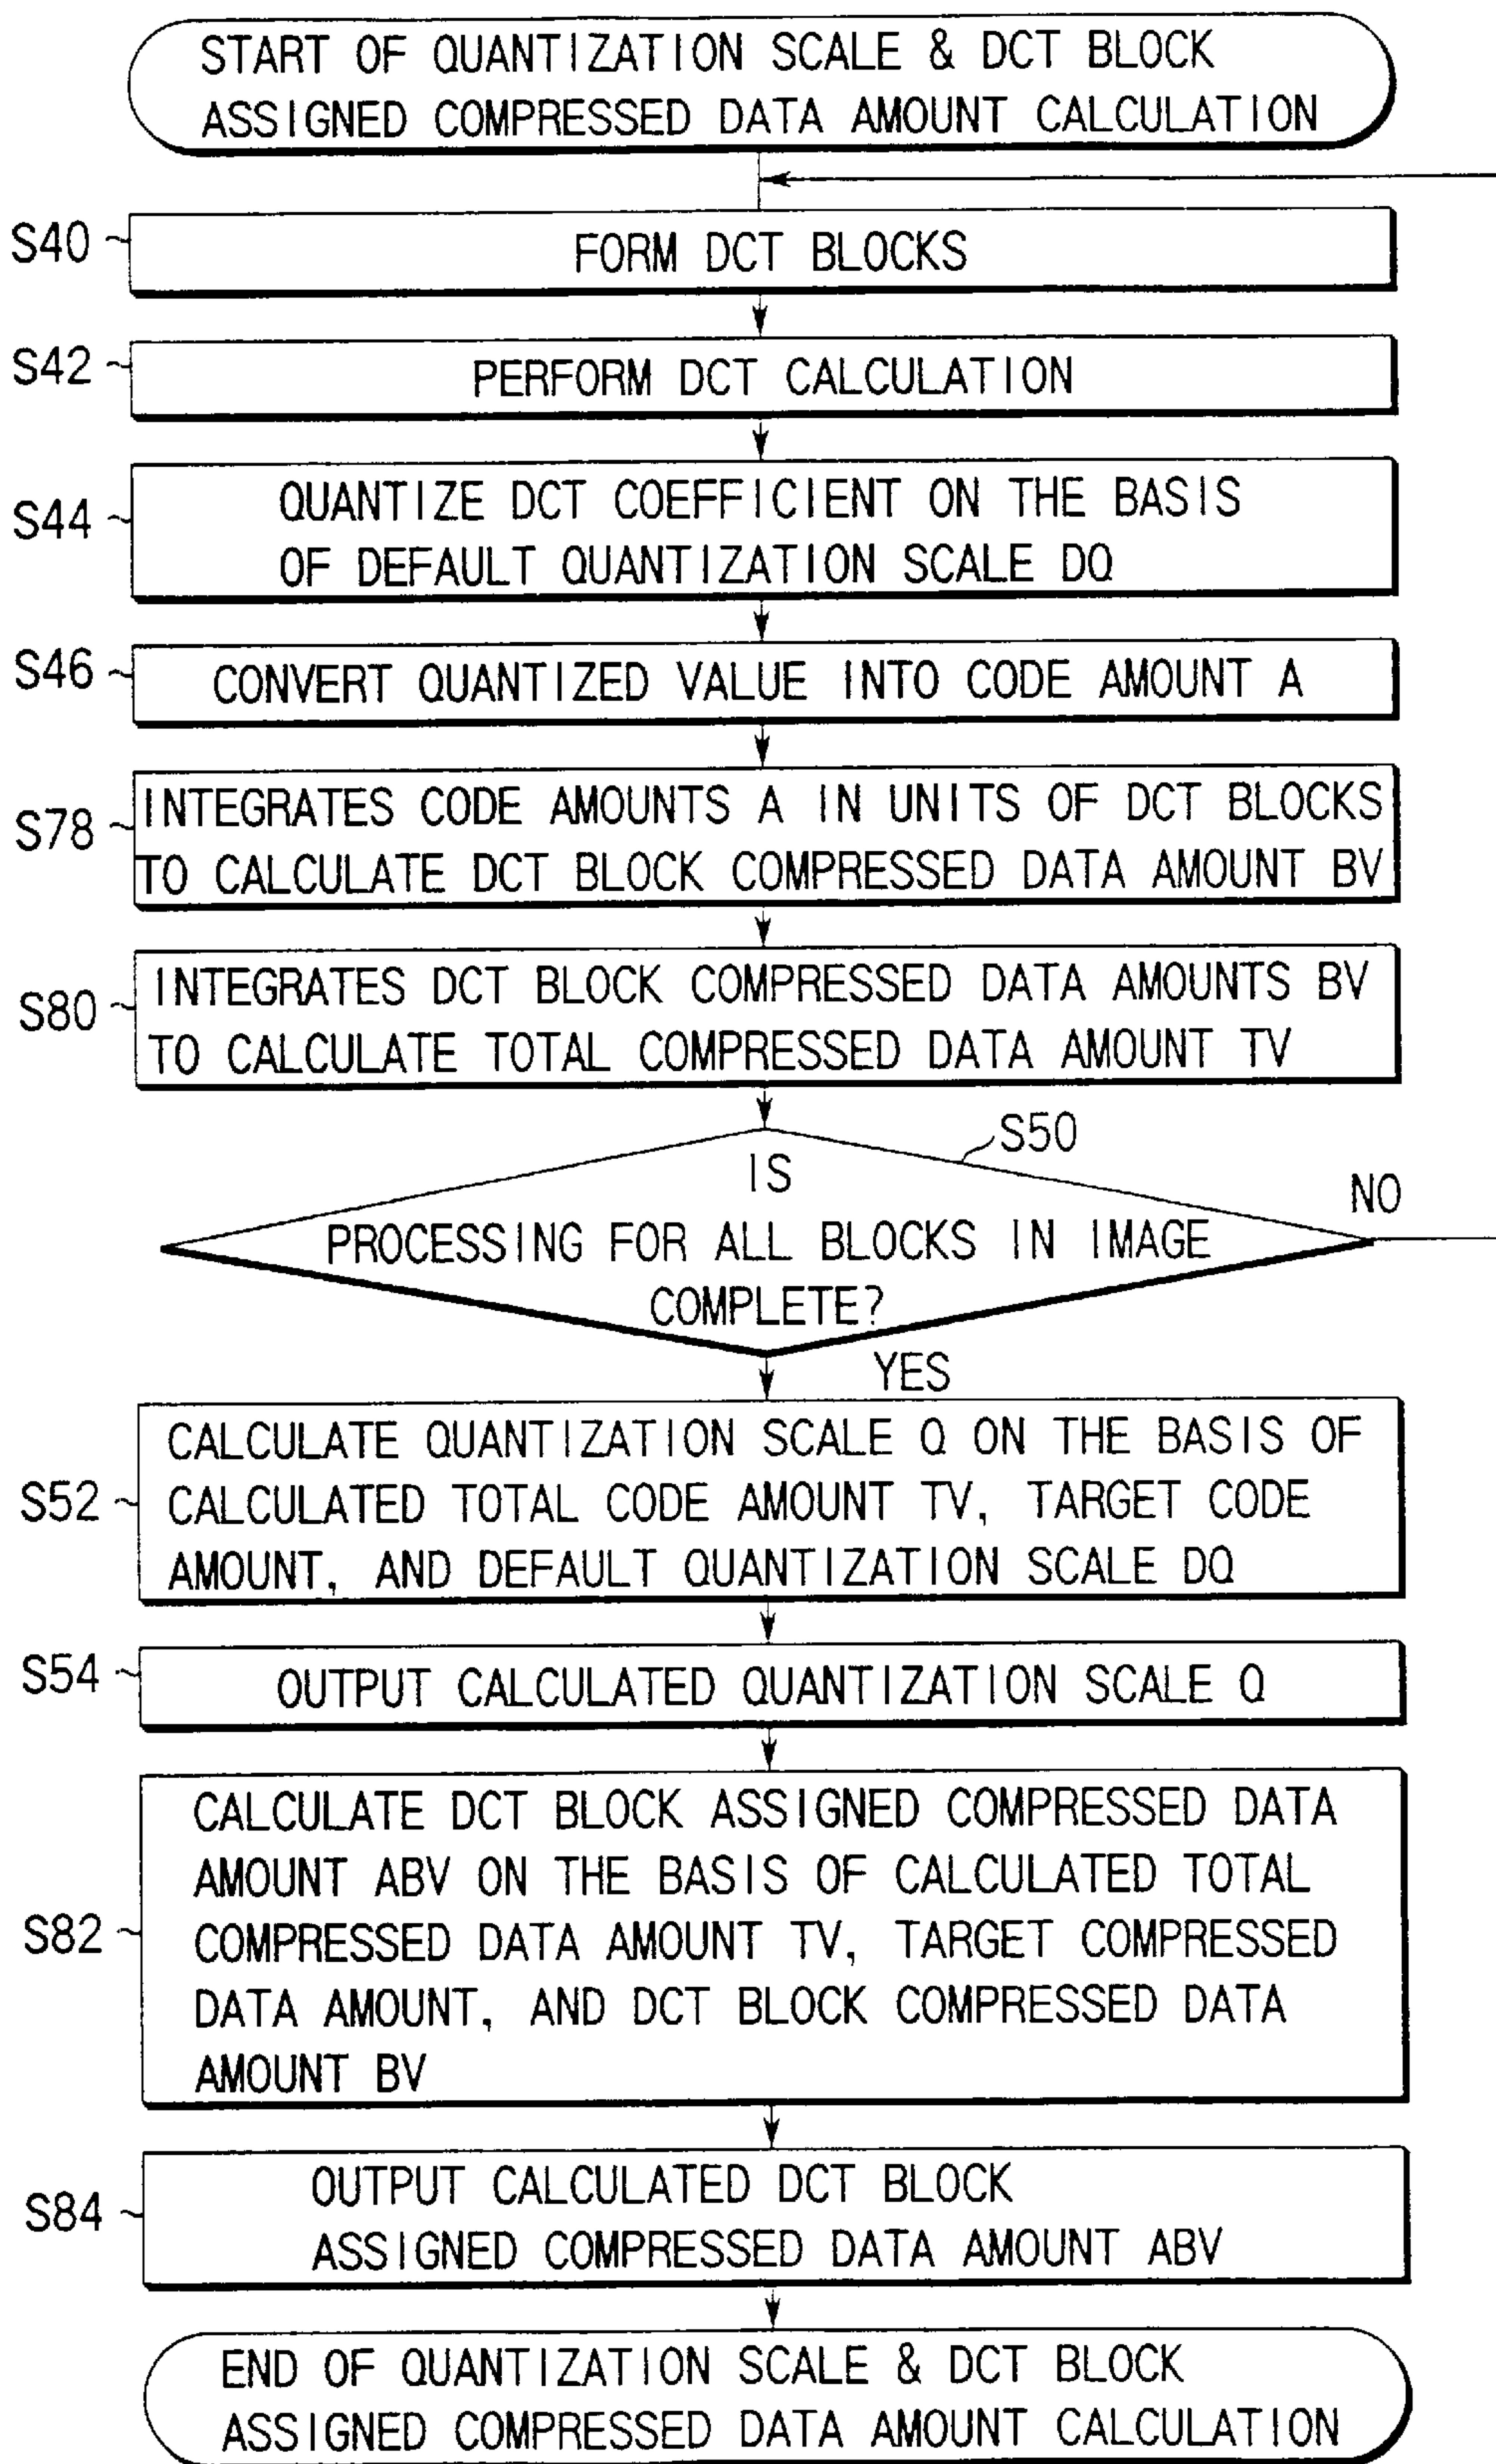 START OF QUANTIZATION SCALE & DCT BLOCK
ASSIGNED COMPRESSED DATA AMOUNT CALCULATION
S40
FORM DCT BLOCKS
S42
PERFORM DCT CALCULATION
S44
QUANTIZE DCT COEFFICIENT ON THE BASIS
OF DEFAULT QUANTIZATION SCALE DQ
S46
CONVERT QUANTIZED VALUE INTO CODE AMOUNT A
S78
INTEGRATES CODE AMOUNTS A IN UNITS OF DCT BLOCKS
TO CALCULATE DCT BLOCK COMPRESSED DATA AMOUNT BV
S80
INTEGRATES DCT BLOCK COMPRESSED DATA AMOUNTS BV
TO CALCULATE TOTAL COMPRESSED DATA AMOUNT TV
S50
IS
PROCESSING FOR ALL BLOCKS IN IMAGE
COMPLETE?
NO
YES
S52
CALCULATE QUANTIZATION SCALE Q ON THE BASIS OF
CALCULATED TOTAL CODE AMOUNT TV, TARGET CODE
AMOUNT, AND DEFAULT QUANTIZATION SCALE DQ
S54
OUTPUT CALCULATED QUANTIZATION SCALE Q
S82
CALCULATE DCT BLOCK ASSIGNED COMPRESSED DATA
AMOUNT ABV ON THE BASIS OF CALCULATED TOTAL
COMPRESSED DATA AMOUNT TV, TARGET COMPRESSED
DATA AMOUNT, AND DCT BLOCK COMPRESSED DATA
AMOUNT BV
S84
OUTPUT CALCULATED DCT BLOCK
ASSIGNED COMPRESSED DATA AMOUNT ABV
END OF QUANTIZATION SCALE & DCT BLOCK
ASSIGNED COMPRESSED DATA AMOUNT CALCULATION